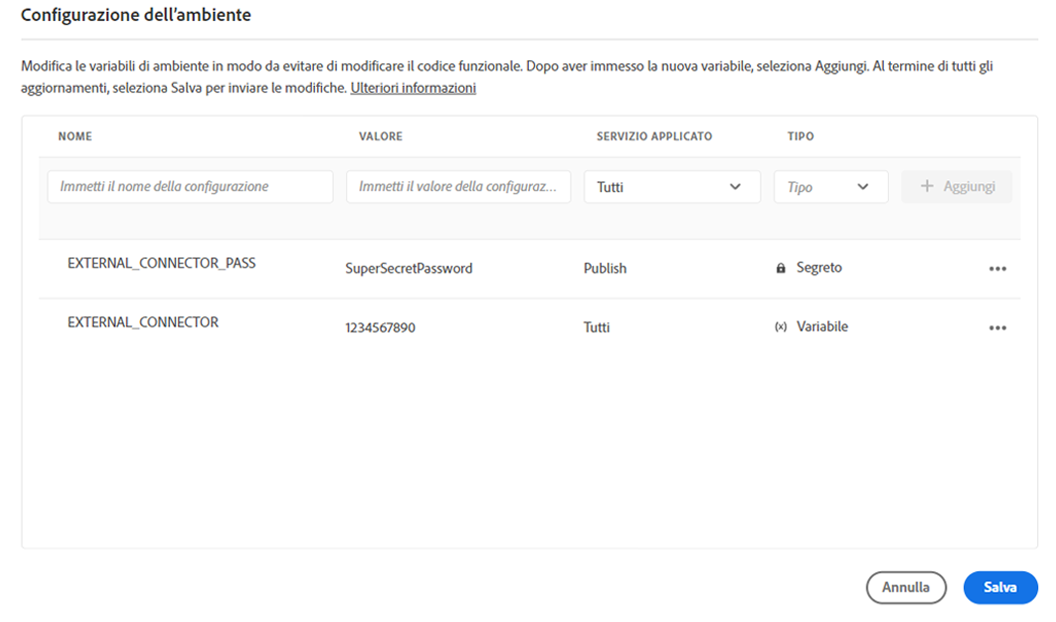 Configurazione dell'ambiente
Modifica le variabili di ambiente in modo da evitare di modificare il codice funzionale. Dopo aver immesso la nuova variabile, seleziona Aggiungi. Al termine di tutti gli
aggiornamenti, seleziona Salva per inviare le modifiche. Ulteriori informazioni
NOME VALORE SERVIZIO APPLICATO TIPO
Immetti il nome della configurazione Immetti il valore della configuraz... Tutti Tipo + Aggiungi
EXTERNAL_CONNECTOR_PASS SuperSecretPassword Publish Segreto
EXTERNAL_CONNECTOR 1234567890 Tutti (x) Variabile
Annulla Salva